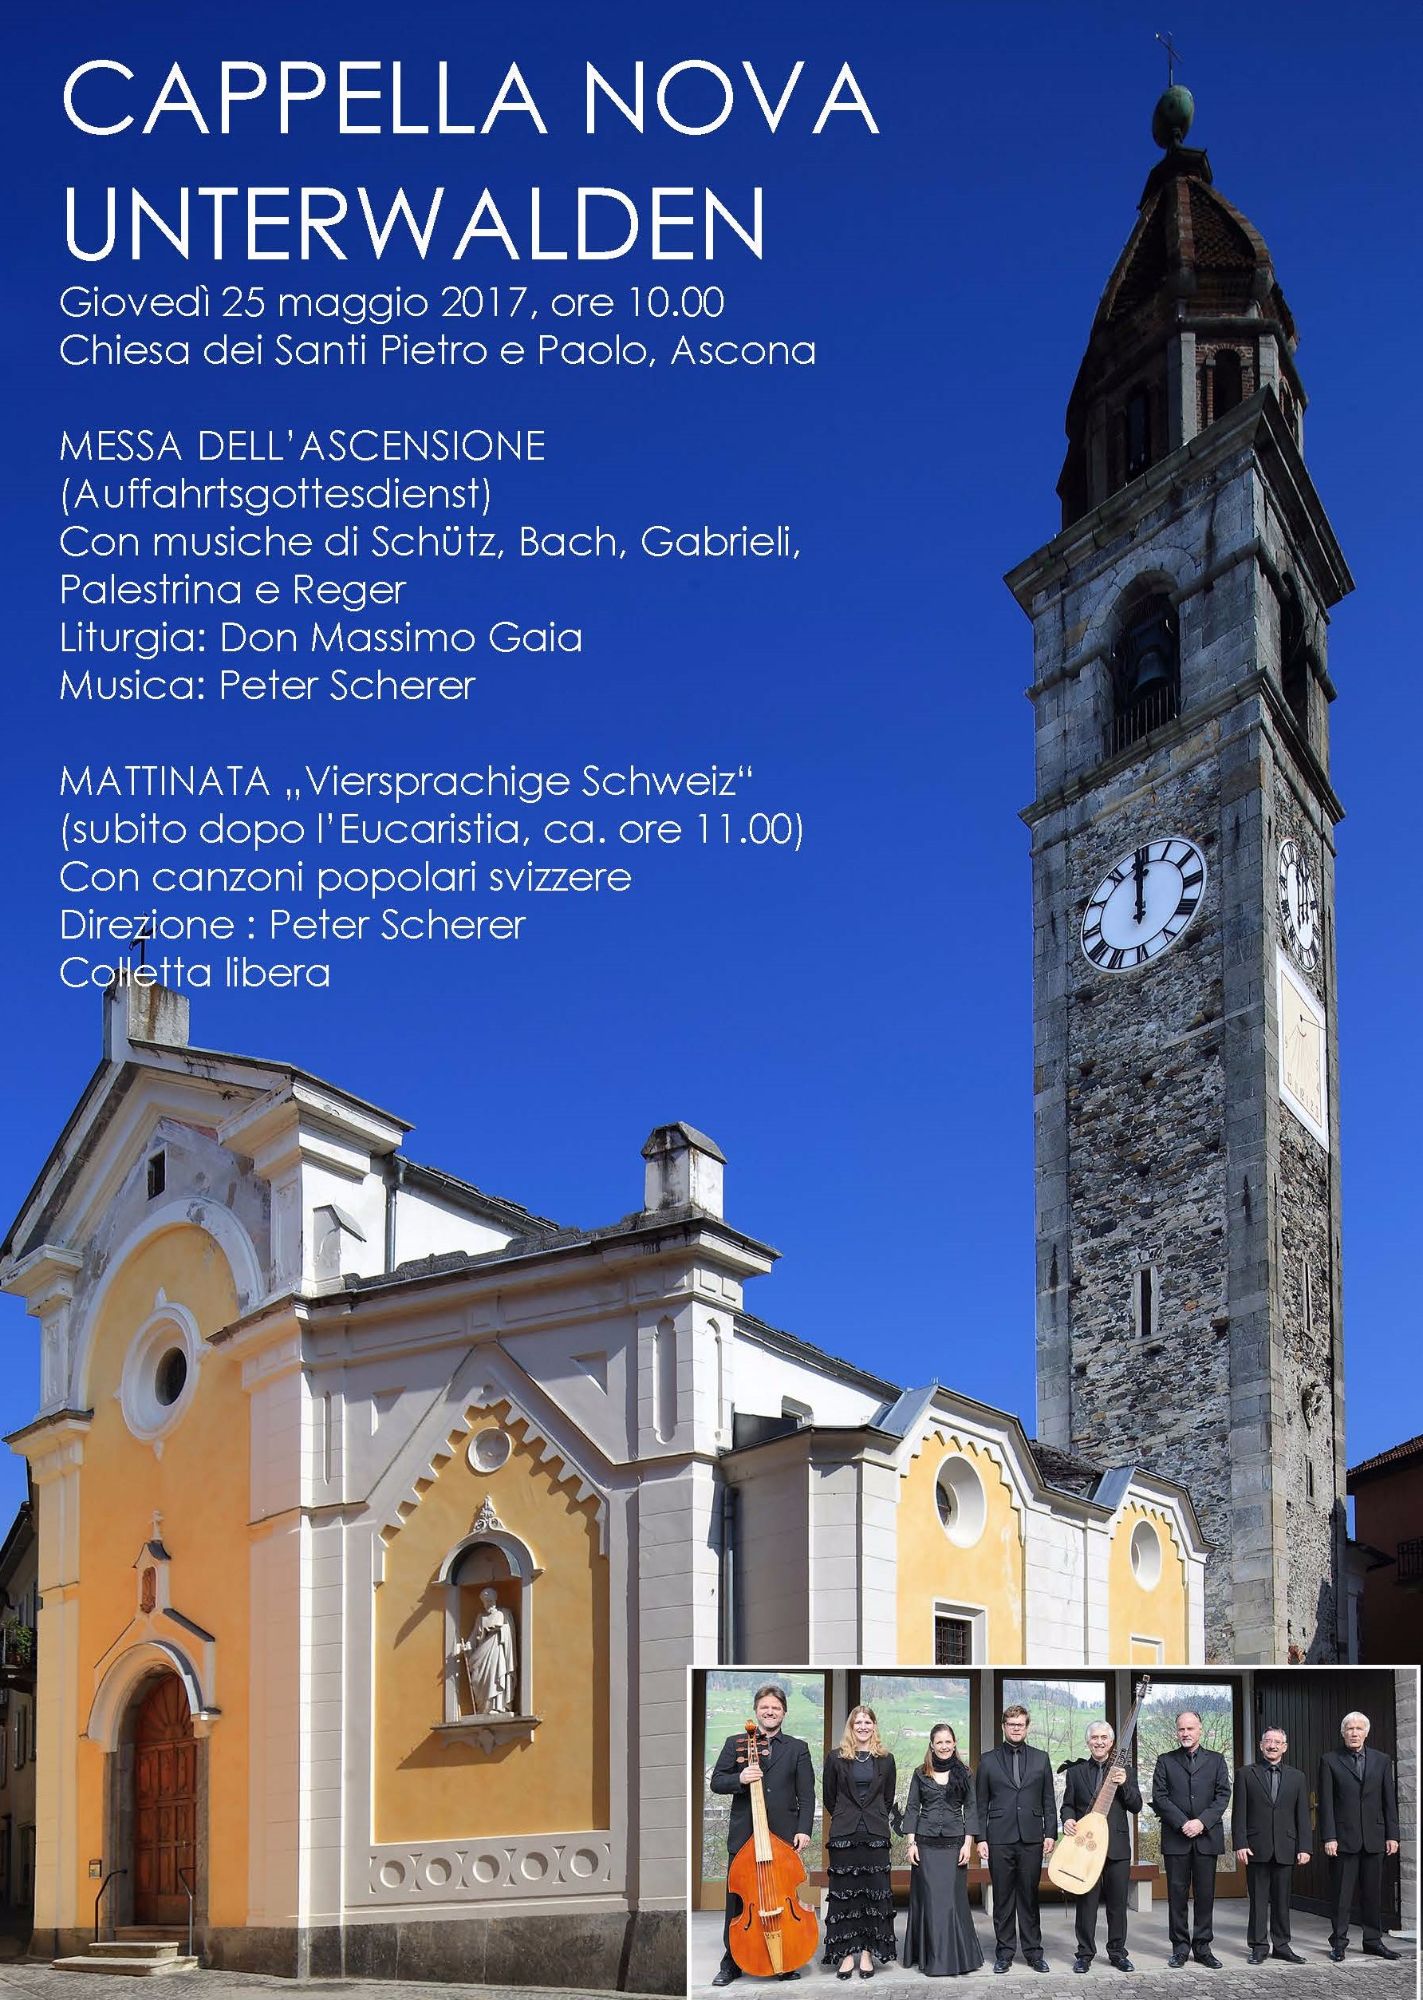 CAPPELLA NOVA
UNTERWALDEN
Giovedì 25 maggio 2017, ore 10.00
Chiesa dei Santi Pietro e Paolo, Ascona
MESSA DELL'ASCENSIONE
(Auffahrtsgottesdienst)
Con musiche di Schütz, Bach, Gabrieli,
Palestrina e Reger
Liturgia: Don Massimo Gaia
Musica: Peter Scherer
MATTINATA „Viersprachige Schweiz“
(subito dopo l'Eucaristia, ca. ore 11.00)
Con canzoni popolari svizzere
Direzione : Peter Scherer
Colletta libera